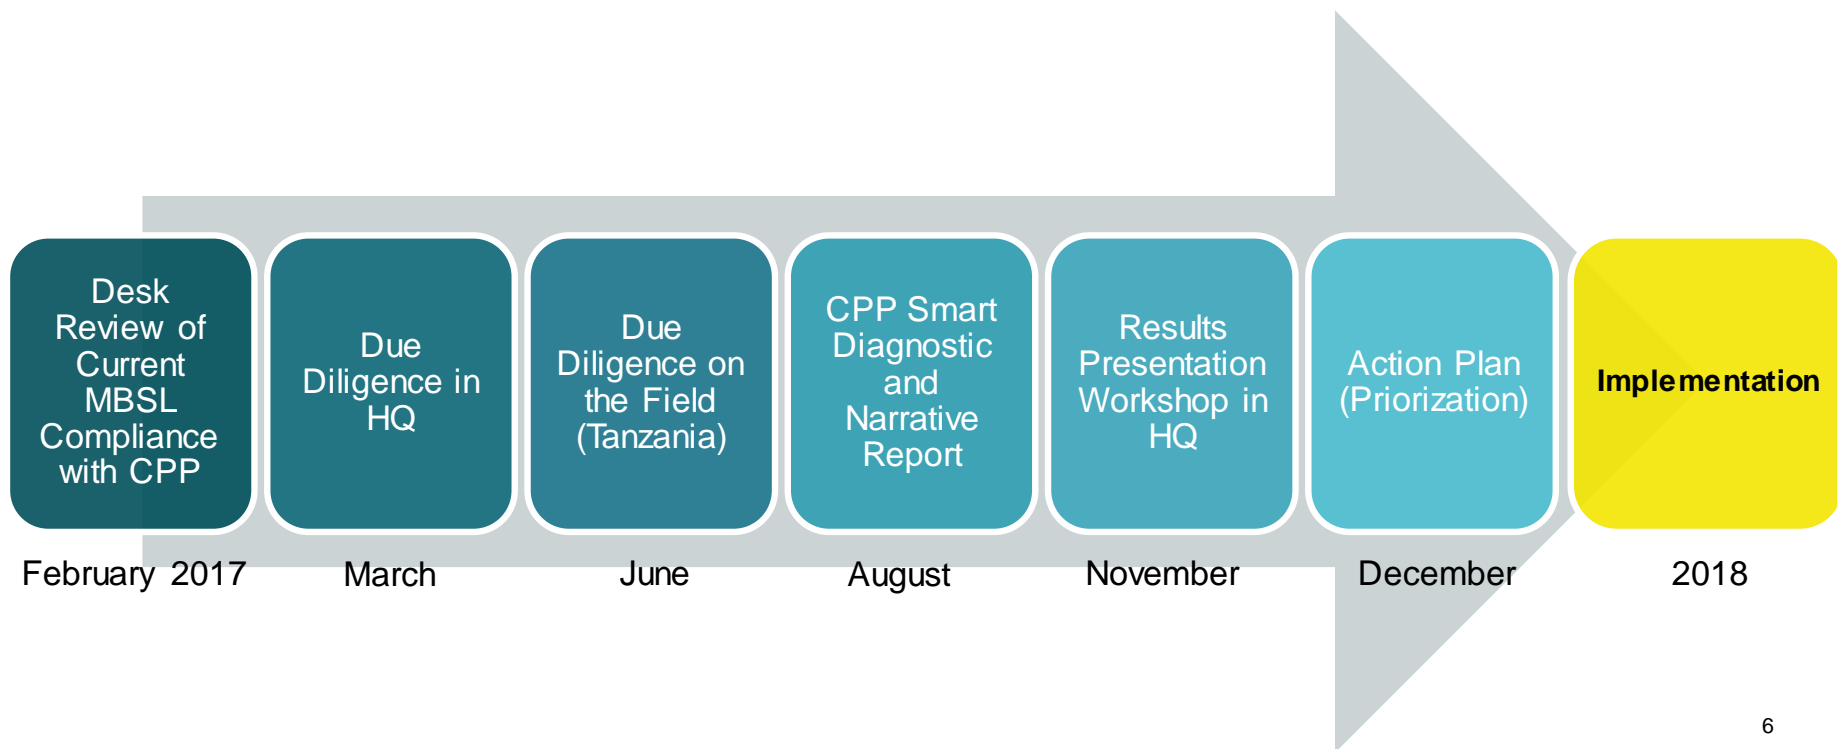 Desk
Review of
Current
MBSL
Compliance
with CPP
Due
Diligence in
HQ
Due
Diligence on
the Field
(Tanzania)
CPP Smart
Diagnostic
and
Narrative
Report
Results
Presentation
Workshop in
HQ
Action Plan
(Priorization)
Implementation
February 2017
March
June
August
November
December
2018
6